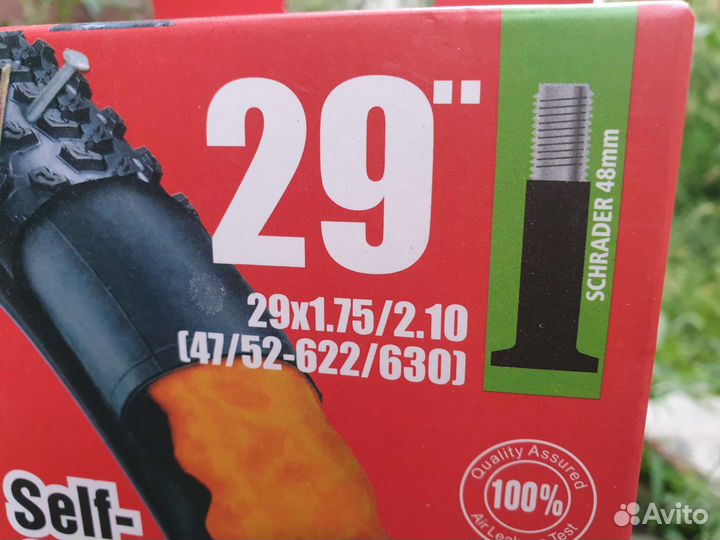 29"
SCHRADER 48mm
29x1.75/2.10
(47/52-622/630)
Self-
Quality Assured
100%
Air Leakage Test
Avito